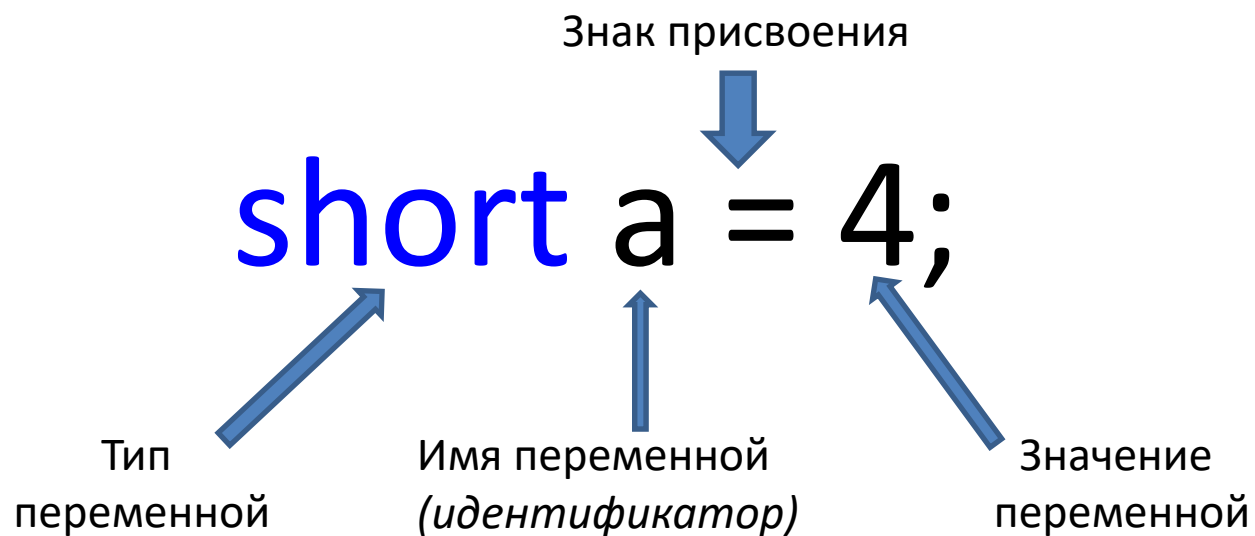 Знак присвоения
short a = 4;
Тип
переменной
Имя переменной
(идентификатор)
Значение
переменной